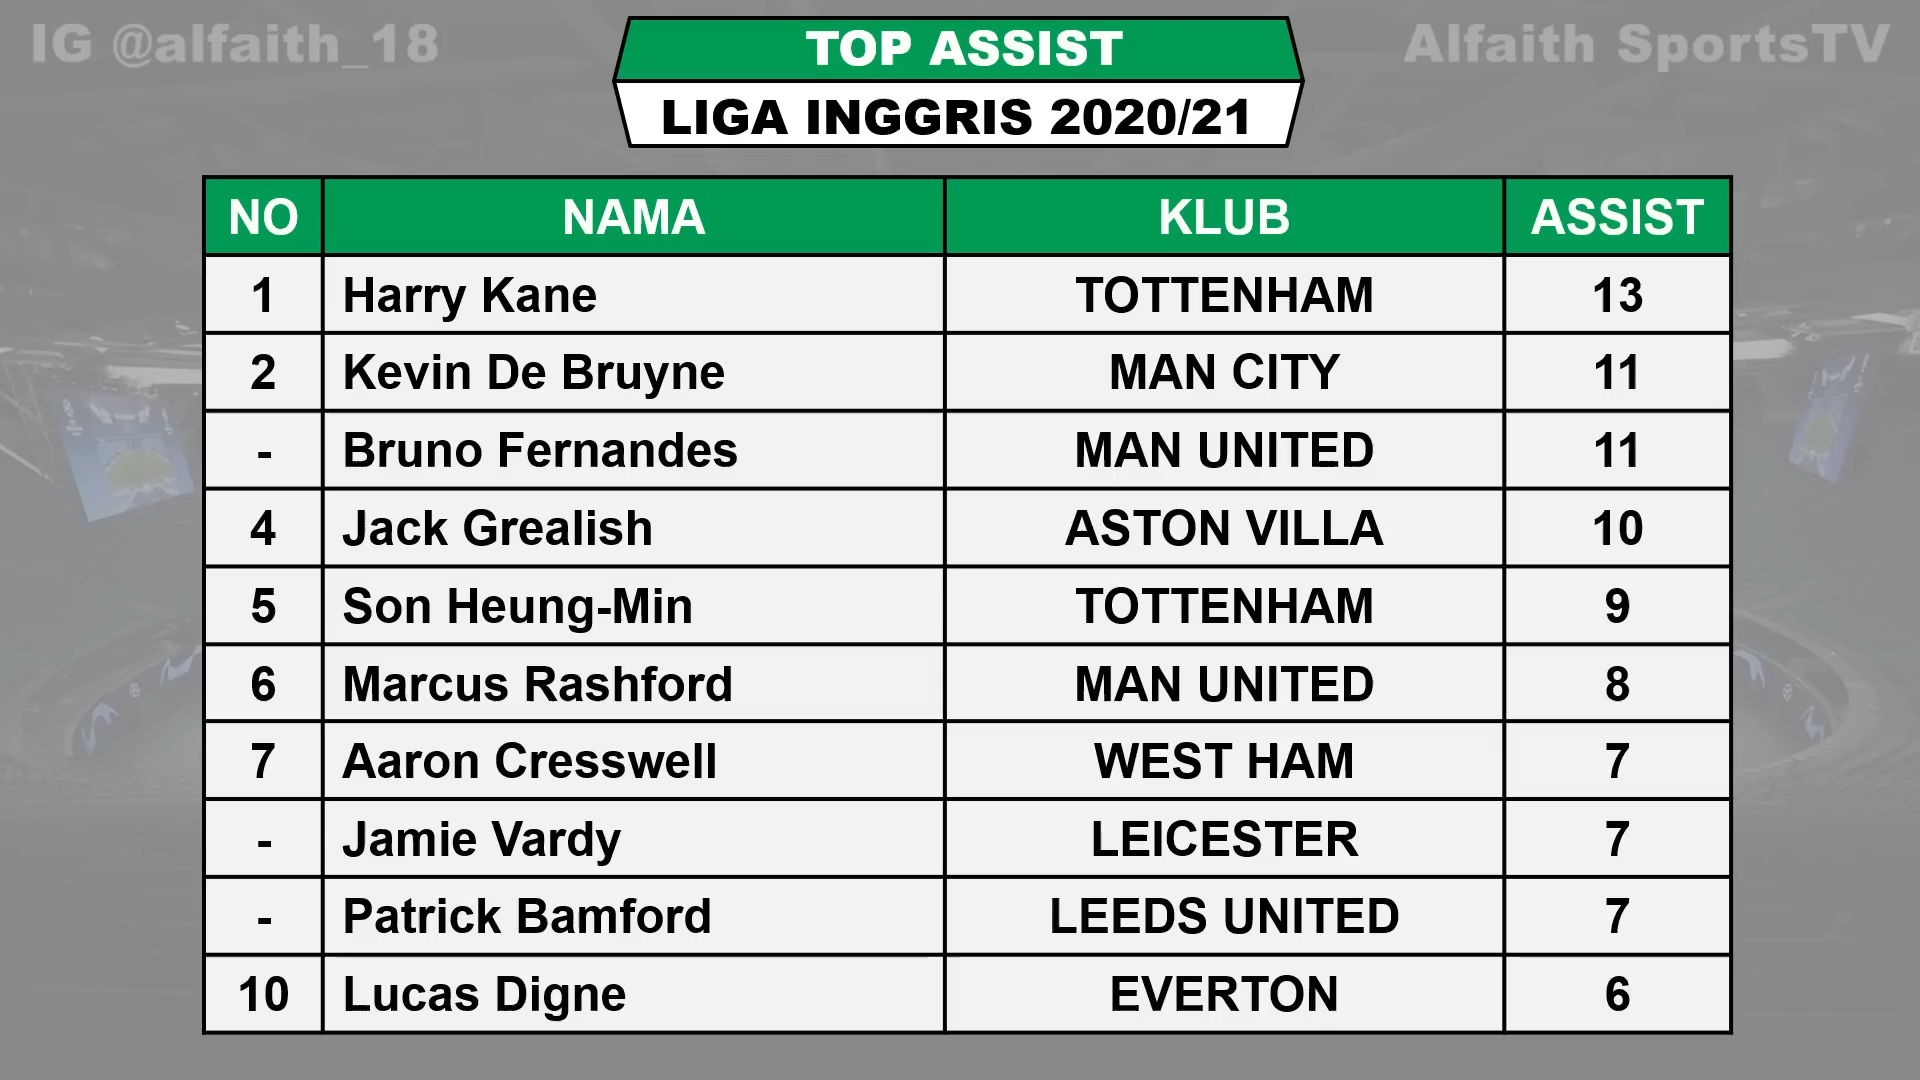 IG @alfaith_18
TOP ASSIST
Alfaith SportsTV
LIGA INGGRIS 2020/21
NO NAMA KLUB ASSIST
1 Harry Kane TOTTENHAM 13
2 Kevin De Bruyne MAN CITY 11
- Bruno Fernandes MAN UNITED 11
4 Jack Grealish ASTON VILLA 10
5 Son Heung-Min TOTTENHAM 9
6 Marcus Rashford MAN UNITED 8
7 Aaron Cresswell WEST HAM 7
- Jamie Vardy LEICESTER 7
- Patrick Bamford LEEDS UNITED 7
10 Lucas Digne EVERTON 6